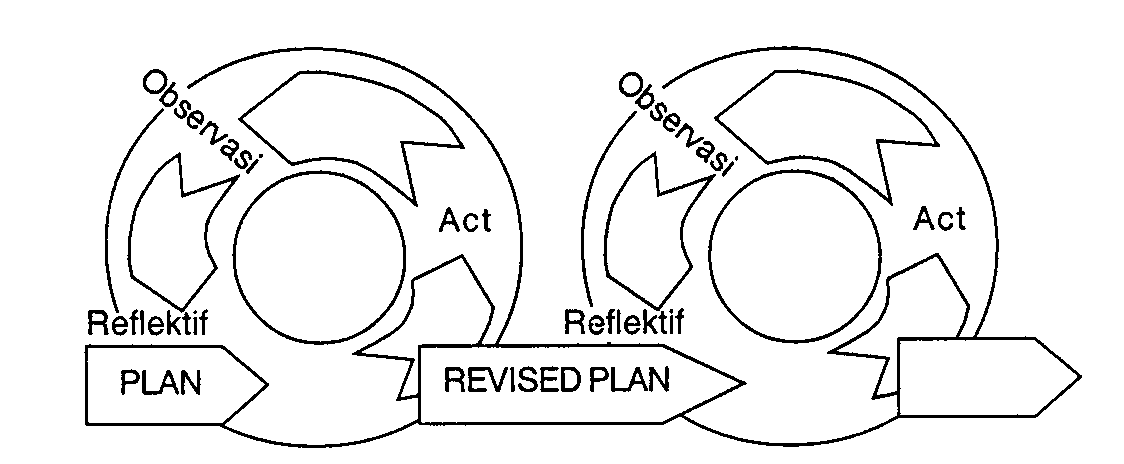 Observasi
Act
Reflektif
PLAN
Observasi
Act
Reflektif
REVISED PLAN